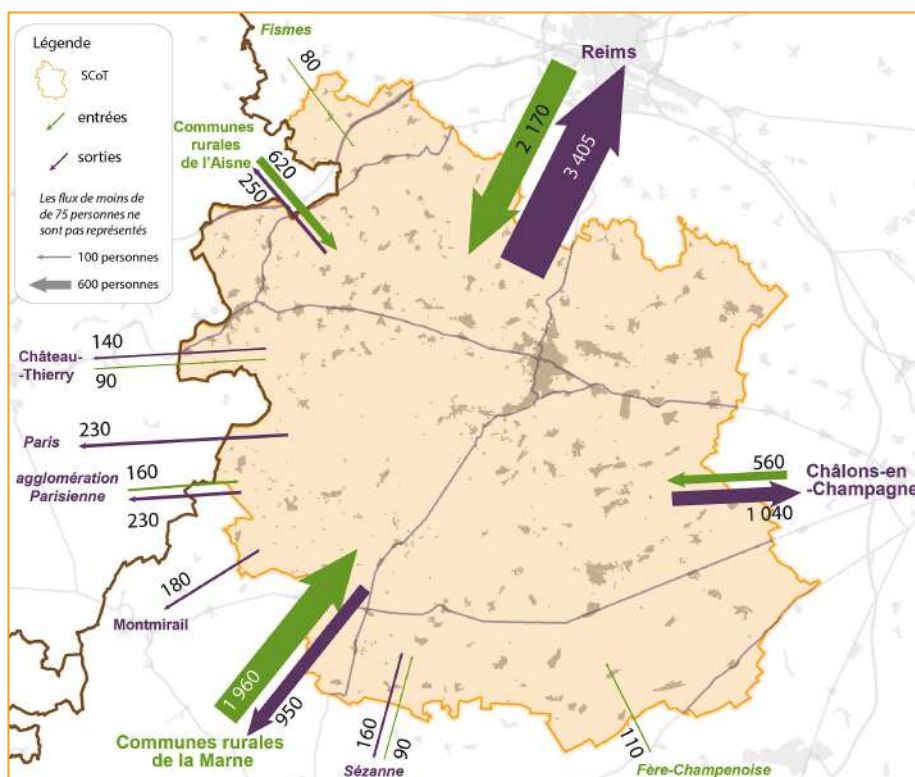 Légende
SCoT
entrées
sorties
Les flux de moins de
de 75 personnes ne
sont pas représentés
100 personnes
600 personnes
Fismes
80
Reims
2 170
3 405
Communes
rurales
de l'Aisne
620
250
140
Château-
-Thierry
90
230
Paris
agglomération
Parisienne
160
230
560
Châlons-en
-Champagne
1 040
180
Montmirail
1 960
950
Communes rurales
de la Marne
160
90
Sézanne
110
Fère-Champenoise